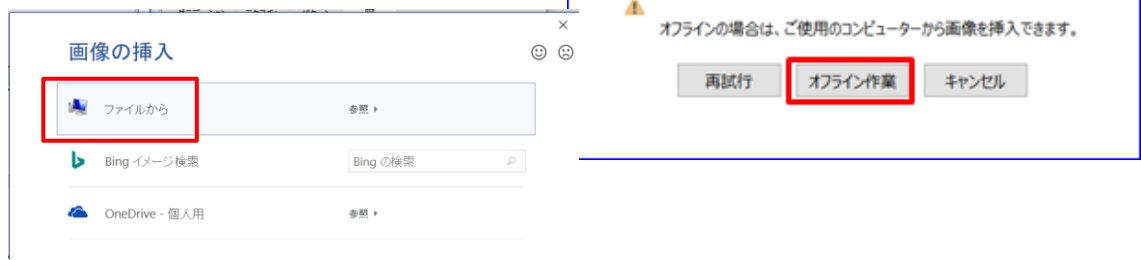 画像の挿入
ファイルから
参照
Bing イメージ検索
Bing の検索
OneDrive - 個人用
参照
オフラインの場合は、ご使用のコンピューターから画像を挿入できます。
再試行
オフライン作業
キャンセル